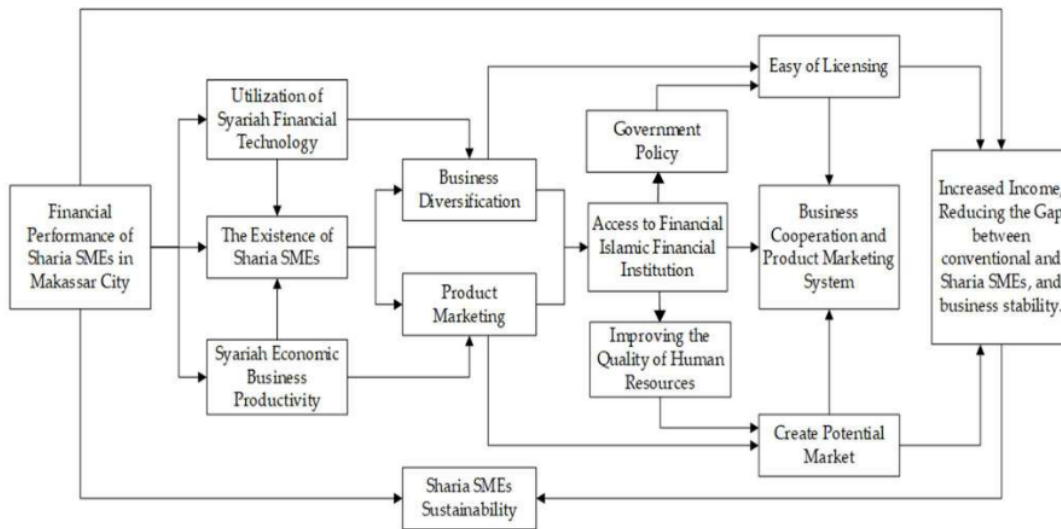 Financial
Performance of
Sharia SMEs in
Makassar City
Utilization of
Syariah Financial
Technology
The Existence of
Sharia SMEs
Syariah Economic
Business
Productivity
Business
Diversification
Product
Marketing
Sharia SMEs
Sustainability
Government
Policy
Access to Financial
Islamic Financial
Institution
Improving the
Quality of Human
Resources
Easy of Licensing
Business
Cooperation and
Product Marketing
System
Create Potential
Market
Increased Income,
Reducing the Gap
between
conventional and
Sharia SMEs, and
business stability.